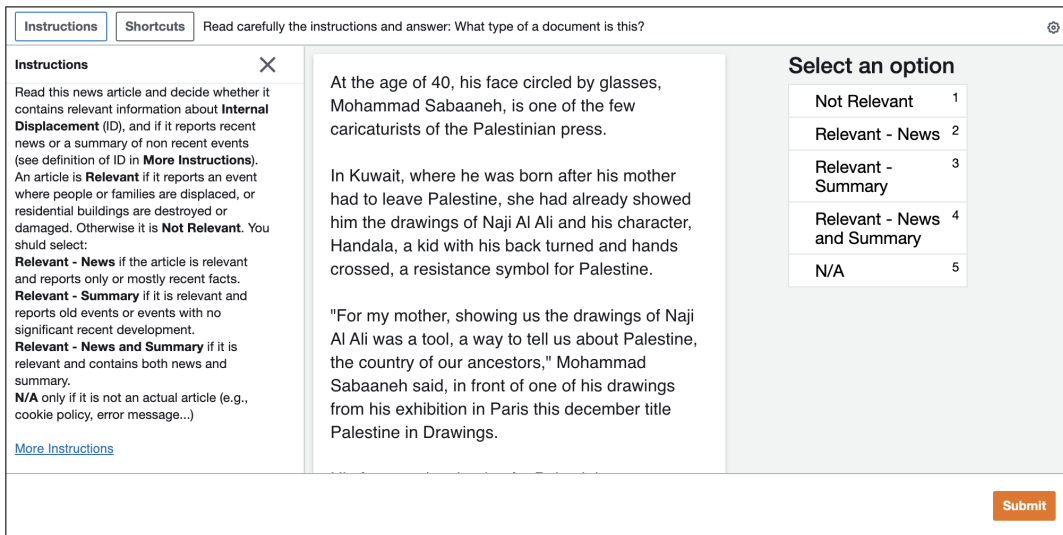 Instructions
Shortcuts
Read carefully the instructions and answer: What type of a document is this?
Instructions
Read this news article and decide whether it
contains relevant information about Internal
Displacement (ID), and if it reports recent
news or a summary of non recent events
(see definition of ID in More Instructions).
An article is Relevant if it reports an event
where people or families are displaced, or
residential buildings are destroyed or
damaged. Otherwise it is Not Relevant. You
shuld select:
Relevant - News if the article is relevant
and reports only or mostly recent facts.
Relevant - Summary if it is relevant and
reports old events or events with no
significant recent development.
Relevant - News and Summary if it is
relevant and contains both news and
summary.
N/A only if it is not an actual article (e.g.,
cookie policy, error message...)
More Instructions
At the age of 40, his face circled by glasses,
Mohammad Sabaaneh, is one of the few
caricaturists of the Palestinian press.
In Kuwait, where he was born after his mother
had to leave Palestine, she had already showed
him the drawings of Naji Al Ali and his character,
Handala, a kid with his back turned and hands
crossed, a resistance symbol for Palestine.
"For my mother, showing us the drawings of Naji
Al Ali was a tool, a way to tell us about Palestine,
the country of our ancestors," Mohammad
Sabaaneh said, in front of one of his drawings
from his exhibition in Paris this december title
Palestine in Drawings.
Select an option
Not Relevant 1
Relevant - News 2
Relevant - 3
Summary
Relevant - News 4
and Summary
N/A 5
Submit